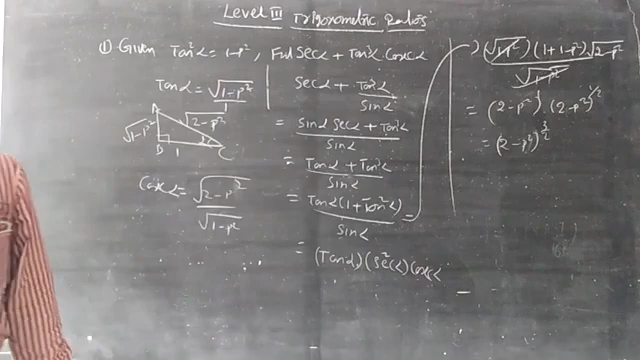 Level III Trigonometric Ratios
① Given Tan²α = 1-p², Find Secα + Tan³α Cosecα
Tanα = √(1-p²) / 1
A
√(1-p²)
√(2-p²)
B 1 α C
Cosecα = √(2-p²) / √(1-p²)
Secα + Tan³α / Sinα
= (Sinα Secα + Tan³α) / Sinα
= (Tanα + Tan³α) / Sinα
= Tanα(1 + Tan²α) / Sinα =
= (Tanα)(Sec²α)Cosecα
(√(1-p²))(1+1-p²)√(2-p²) / √(1-p²)
= (2-p²)¹ · (2-p²)^1/2
= (2-p²)^3/2